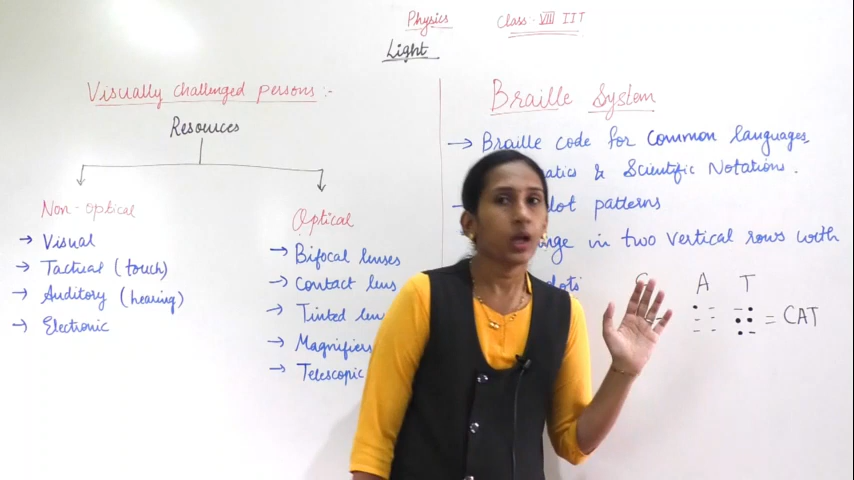 Physics Class - VIII IIT
Light
Visually challenged persons :-
Resources
Non-optical
→ Visual
→ Tactual (touch)
→ Auditory (hearing)
→ Electronic
Optical
→ Bifocal lenses
→ Contact lens
→ Tinted
→ Magnifiers
→ Telescopic
Braille System
→ Braille code for common languages,
& Scientific Notations.
dot patterns
in two vertical rows with
dots
A T
= CAT